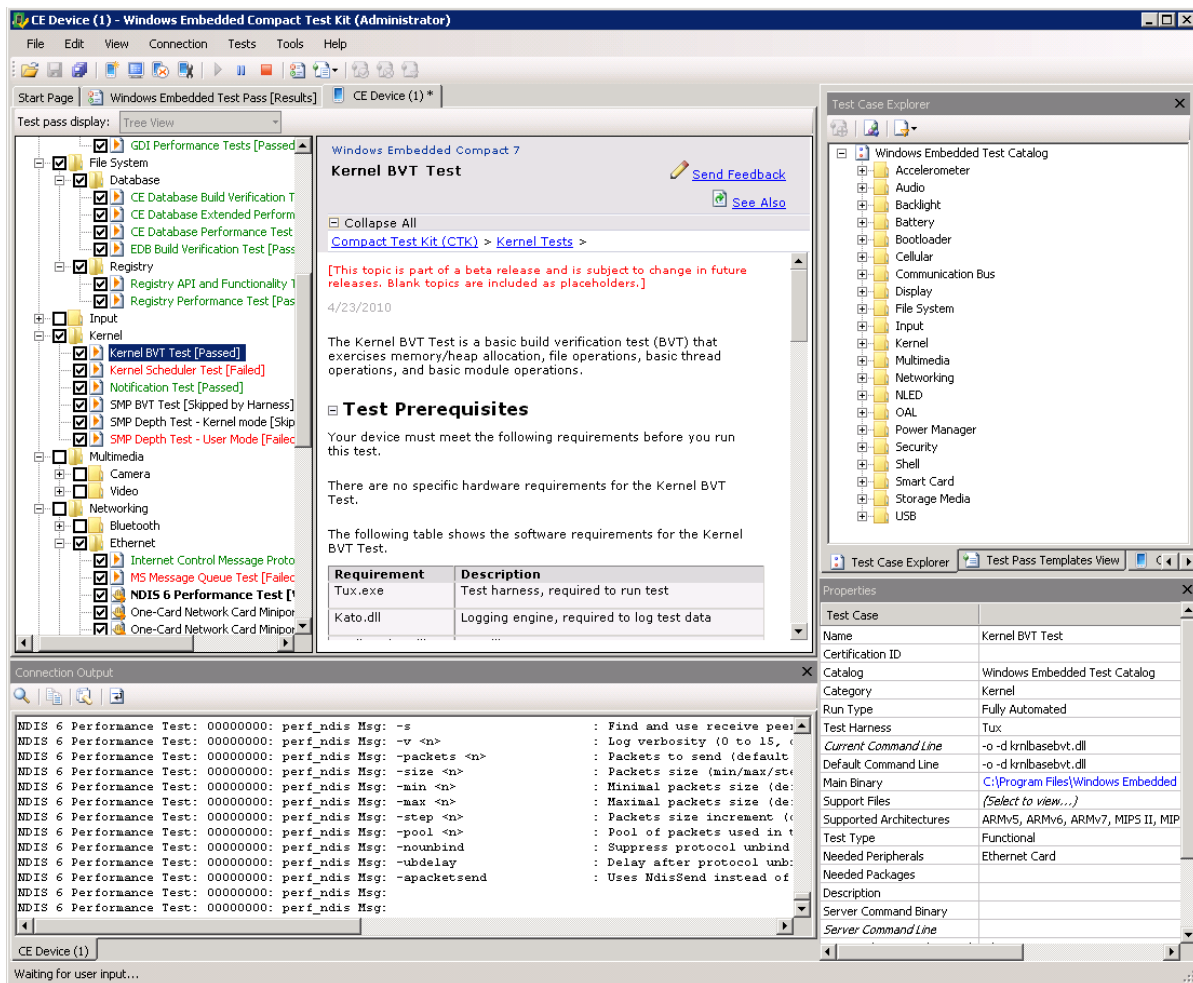 CE Device (1) - Windows Embedded Compact Test Kit (Administrator)
File Edit View Connection Tests Tools Help
Start Page Windows Embedded Test Pass [Results] CE Device (1) *
Test pass display: Tree View
GDI Performance Tests [Passed
File System
Database
CE Database Build Verification T
CE Database Extended Perform
CE Database Performance Test
EDB Build Verification Test [Pass
Registry
Registry API and Functionality T
Registry Performance Test [Pas
Input
Kernel
Kernel BVT Test [Passed]
Kernel Scheduler Test [Failed]
Notification Test [Passed]
SMP BVT Test [Skipped by Harness]
SMP Depth Test - Kernel mode [Skip
SMP Depth Test - User Mode [Failed
Multimedia
Camera
Video
Networking
Bluetooth
Ethernet
Internet Control Message Proto
MS Message Queue Test [Failed
NDIS 6 Performance Test [
One-Card Network Card Minipor
One-Card Network Card Minipor
Windows Embedded Compact 7
Kernel BVT Test
Send Feedback
See Also
Collapse All
Compact Test Kit (CTK) > Kernel Tests >
[This topic is part of a beta release and is subject to change in future
releases. Blank topics are included as placeholders.]
4/23/2010
The Kernel BVT Test is a basic build verification test (BVT) that
exercises memory/heap allocation, file operations, basic thread
operations, and basic module operations.
Test Prerequisites
Your device must meet the following requirements before you run
this test.
There are no specific hardware requirements for the Kernel BVT
Test.
The following table shows the software requirements for the Kernel
BVT Test.
Requirement Description
Tux.exe Test harness, required to run test
Kato.dll Logging engine, required to log test data
Test Case Explorer
Windows Embedded Test Catalog
Accelerometer
Audio
Backlight
Battery
Bootloader
Cellular
Communication Bus
Display
File System
Input
Kernel
Multimedia
Networking
NLED
OAL
Power Manager
Security
Shell
Smart Card
Storage Media
USB
Test Case Explorer Test Pass Templates View
Properties
Test Case
Name Kernel BVT Test
Certification ID
Catalog Windows Embedded Test Catalog
Category Kernel
Run Type Fully Automated
Test Harness Tux
Current Command Line -o -d krnlbasebvt.dll
Default Command Line -o -d krnlbasebvt.dll
Main Binary C:\Program Files\Windows Embedded
Support Files (Select to view...)
Supported Architectures ARMv5, ARMv6, ARMv7, MIPS II, MIP
Test Type Functional
Needed Peripherals Ethernet Card
Needed Packages
Description
Server Command Binary
Server Command Line
Connection Output
NDIS 6 Performance Test: 00000000: perf_ndis Msg: -s : Find and use receive peer
NDIS 6 Performance Test: 00000000: perf_ndis Msg: -v <n> : Log verbosity (0 to 15,
NDIS 6 Performance Test: 00000000: perf_ndis Msg: -packets <n> : Packets to send (default
NDIS 6 Performance Test: 00000000: perf_ndis Msg: -size <n> : Packets size (min/max/ste
NDIS 6 Performance Test: 00000000: perf_ndis Msg: -min <n> : Minimal packets size (de
NDIS 6 Performance Test: 00000000: perf_ndis Msg: -max <n> : Maximal packets size (de
NDIS 6 Performance Test: 00000000: perf_ndis Msg: -step <n> : Packets size increment (
NDIS 6 Performance Test: 00000000: perf_ndis Msg: -pool <n> : Pool of packets used in
NDIS 6 Performance Test: 00000000: perf_ndis Msg: -nounbind : Suppress protocol unbind
NDIS 6 Performance Test: 00000000: perf_ndis Msg: -ubdelay : Delay after protocol unb
NDIS 6 Performance Test: 00000000: perf_ndis Msg: -apacketsend : Uses NdisSend instead of
NDIS 6 Performance Test: 00000000: perf_ndis Msg:
NDIS 6 Performance Test: 00000000: perf_ndis Msg:
CE Device (1)
Waiting for user input...